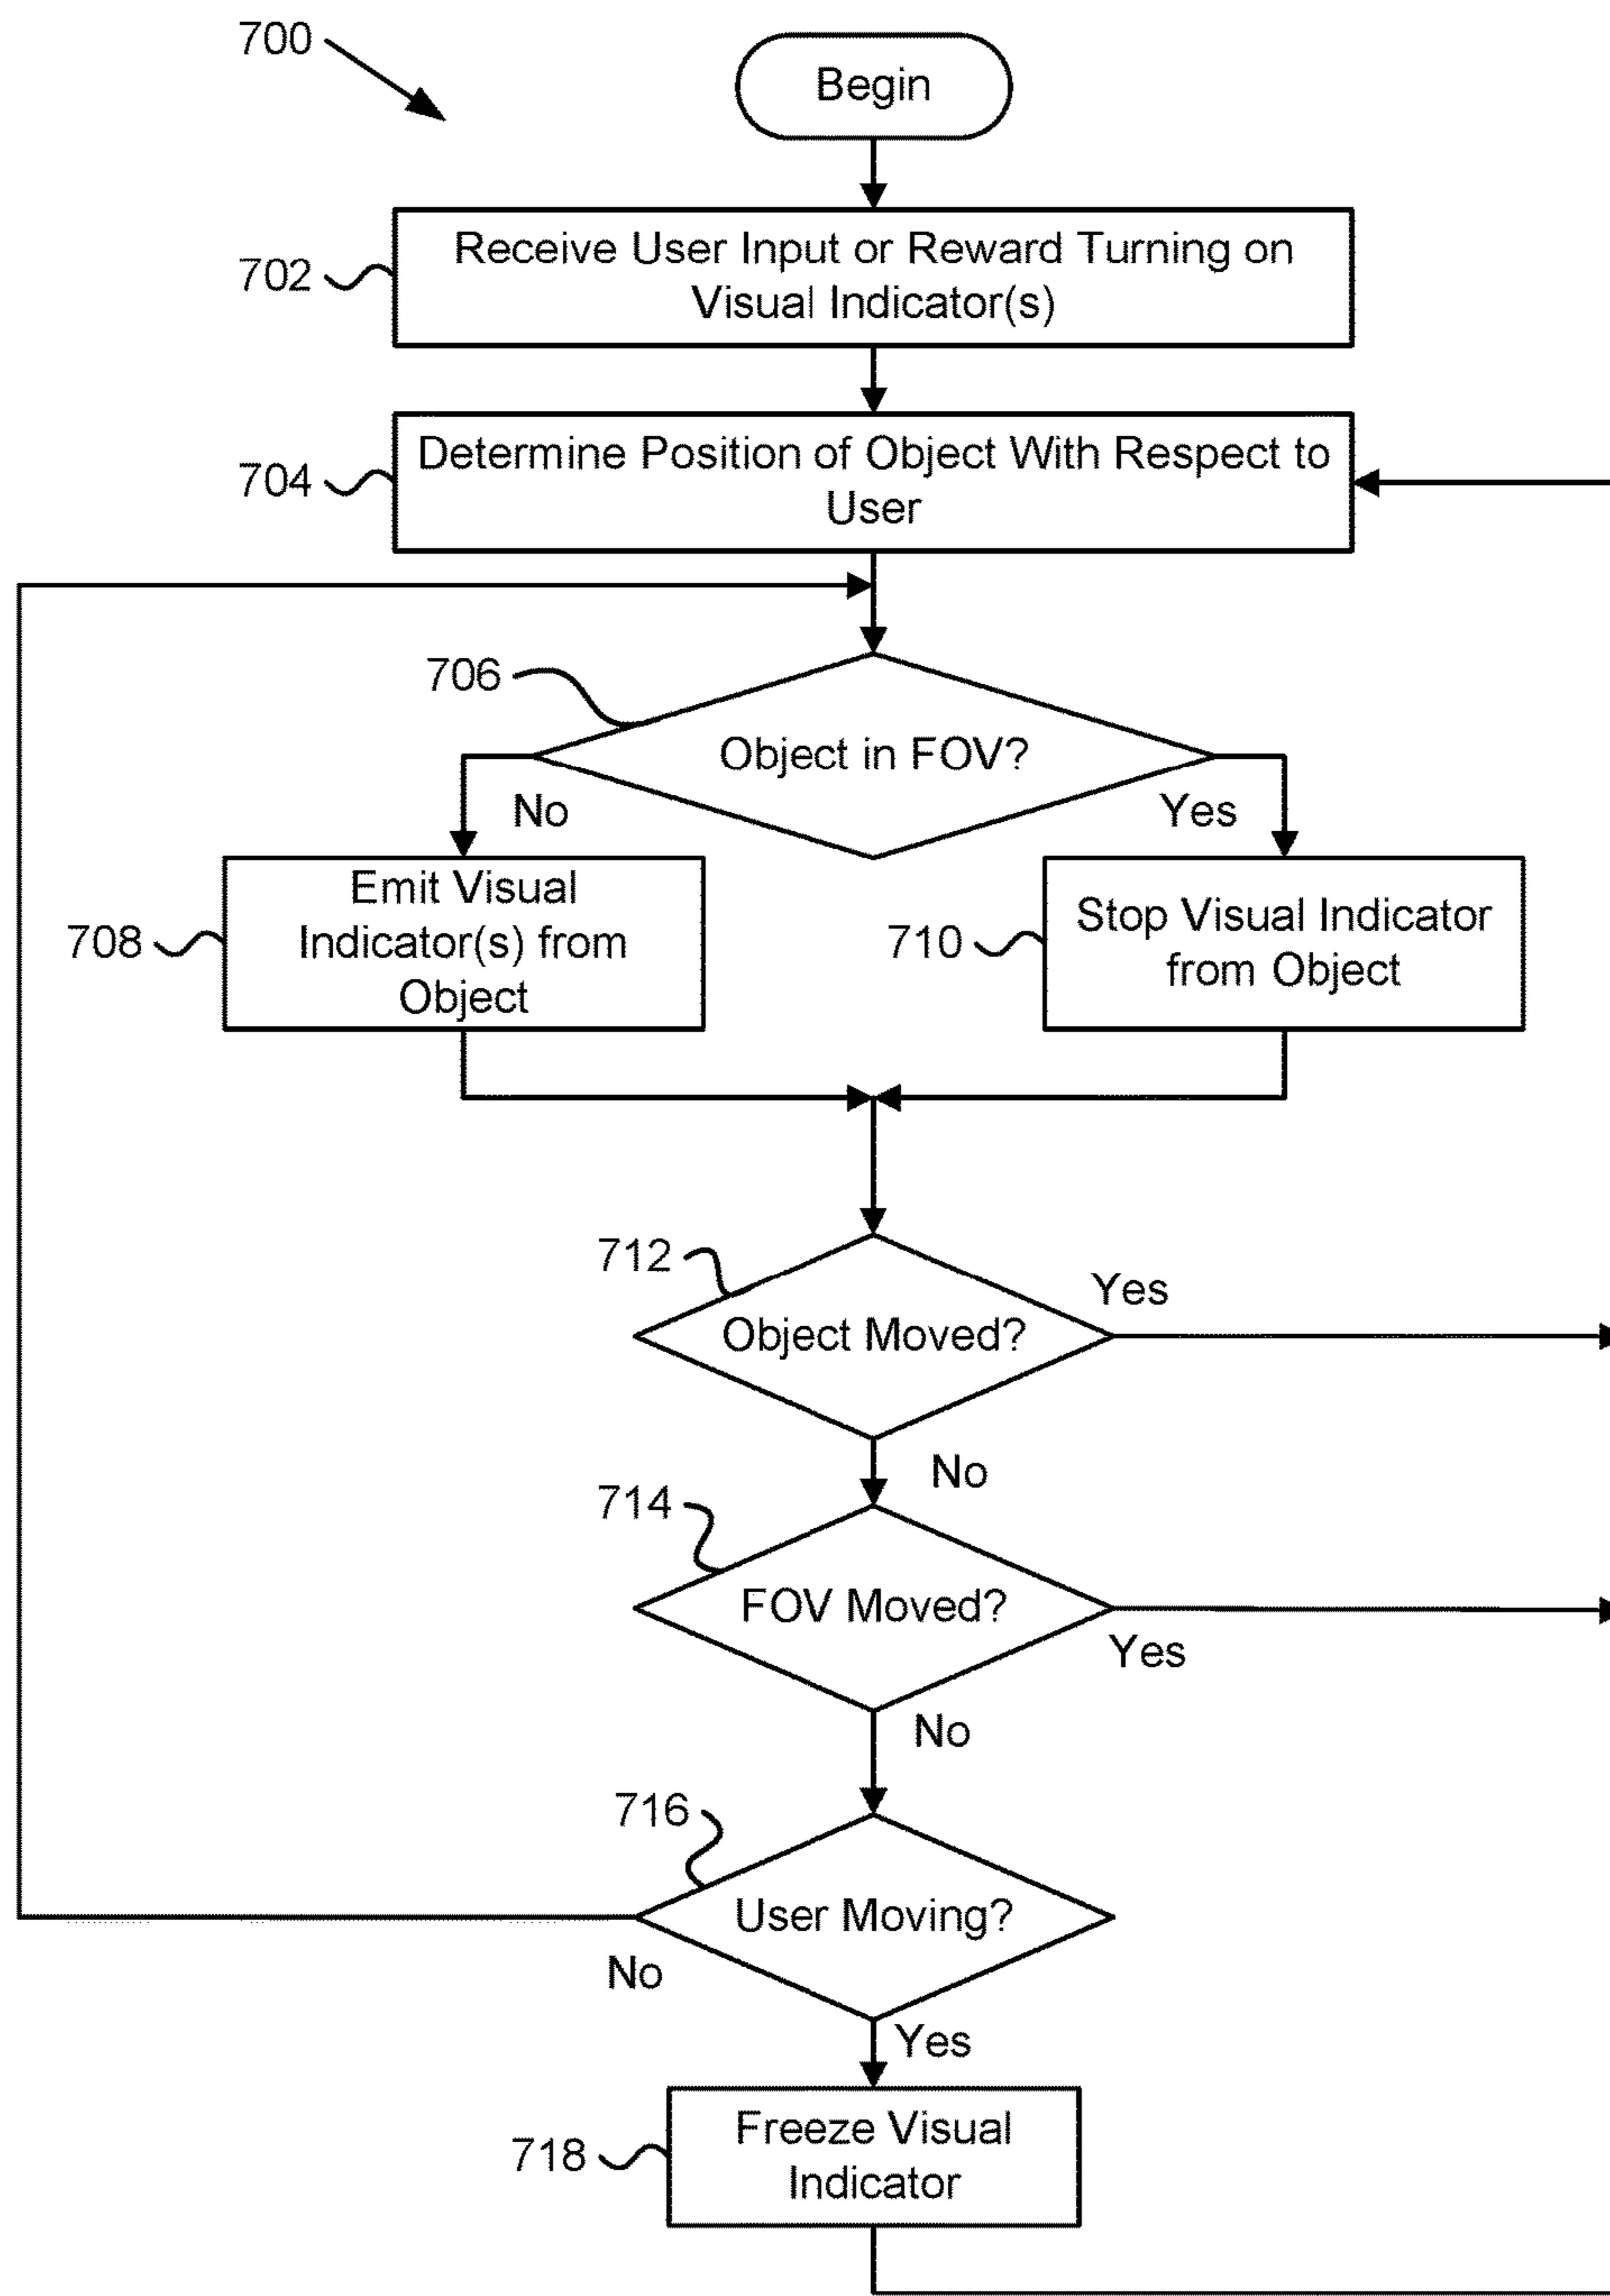 700
Begin
702
Receive User Input or Reward Turning on
Visual Indicator(s)
704
Determine Position of Object With Respect to
User
706
Object in FOV?
No
Yes
708
Emit Visual
Indicator(s) from
Object
710
Stop Visual Indicator
from Object
712
Object Moved?
Yes
No
714
FOV Moved?
Yes
No
716
User Moving?
No
Yes
718
Freeze Visual
Indicator